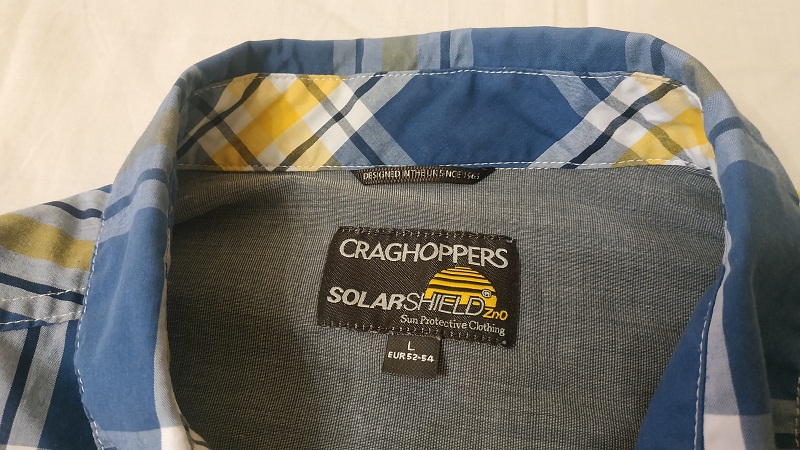 DESIGNED IN THE UK SINCE 1965
CRAGHOPPERS
SOLARSHIELD® ZnO
Sun Protective Clothing
L
EUR 52-54